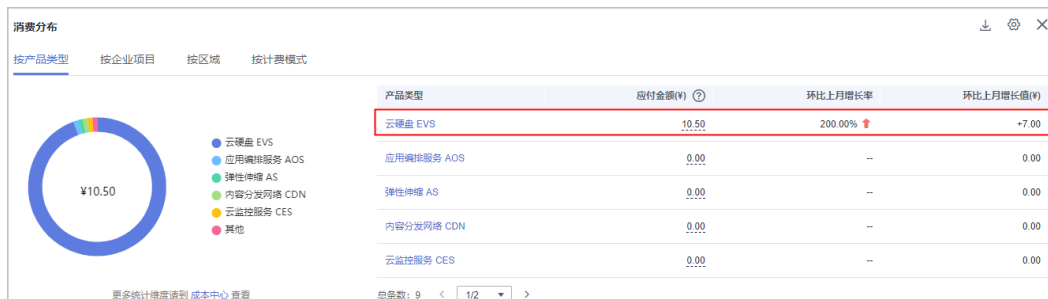 消费分布
按产品类型 按企业项目 按区域 按计费模式
¥10.50
云硬盘 EVS
应用编排服务 AOS
弹性伸缩 AS
内容分发网络 CDN
云监控服务 CES
其他
更多统计维度请到 成本中心 查看
产品类型 应付金额(¥) ? 环比上月增长率 环比上月增长值(¥)
云硬盘 EVS 10.50 200.00% +7.00
应用编排服务 AOS 0.00 -- 0.00
弹性伸缩 AS 0.00 -- 0.00
内容分发网络 CDN 0.00 -- 0.00
云监控服务 CES 0.00 -- 0.00
总条数: 9 < 1/2 >